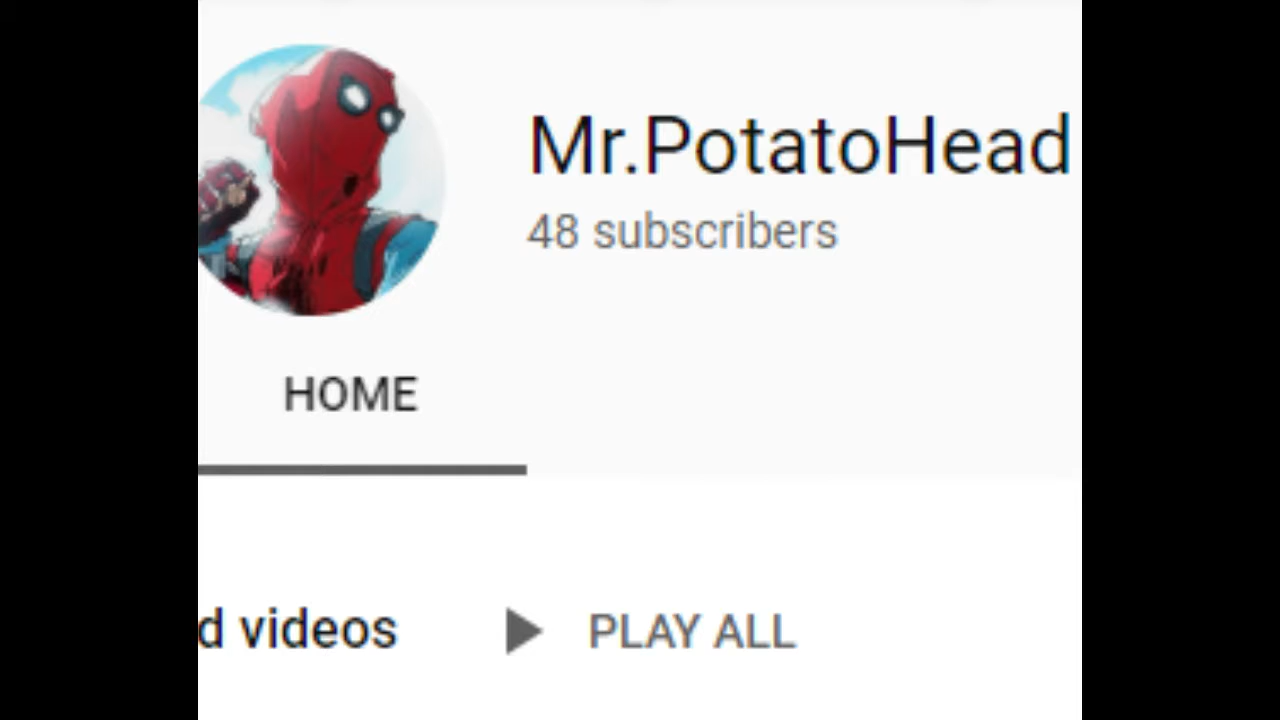 Mr.PotatoHead
48 subscribers
HOME
d videos
PLAY ALL